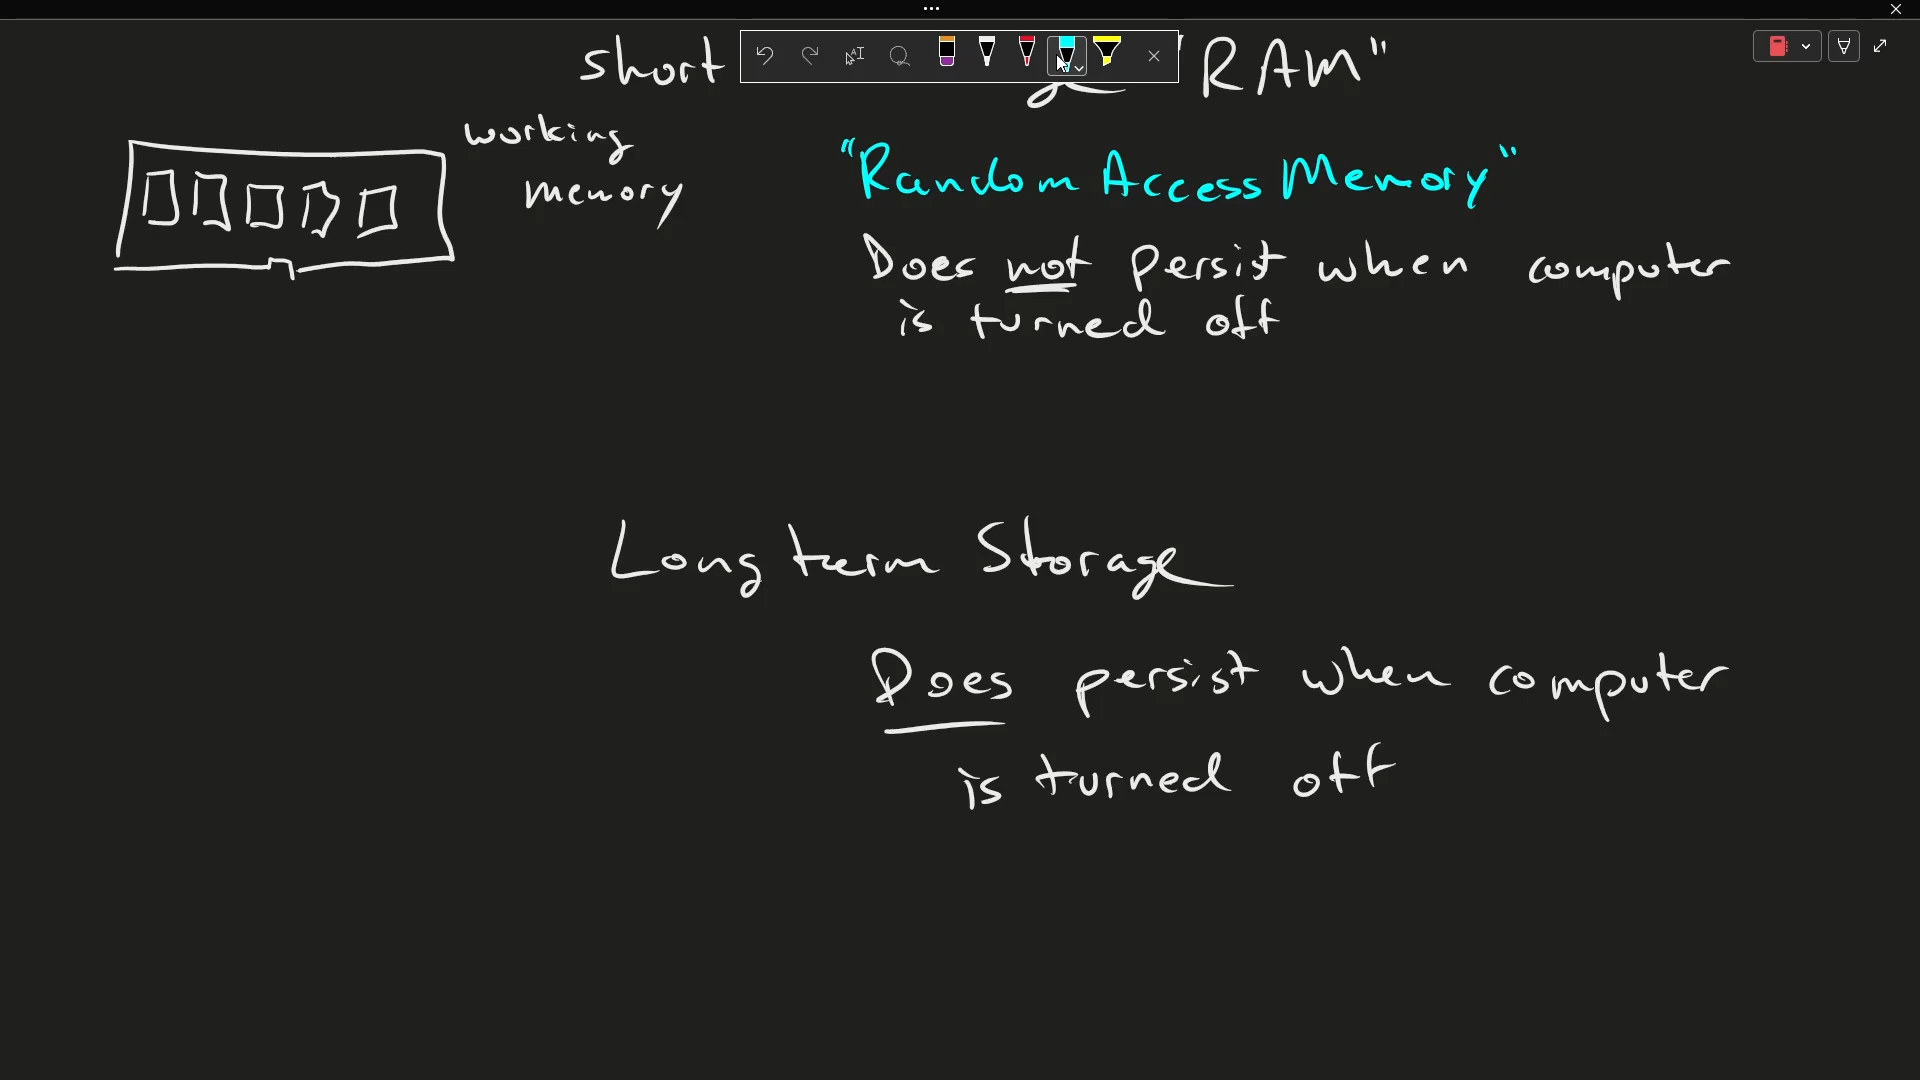 short "RAM"
working
memory
"Random Access Memory"
Does not persist when computer
is turned off
Long term Storage
Does persist when computer
is turned off